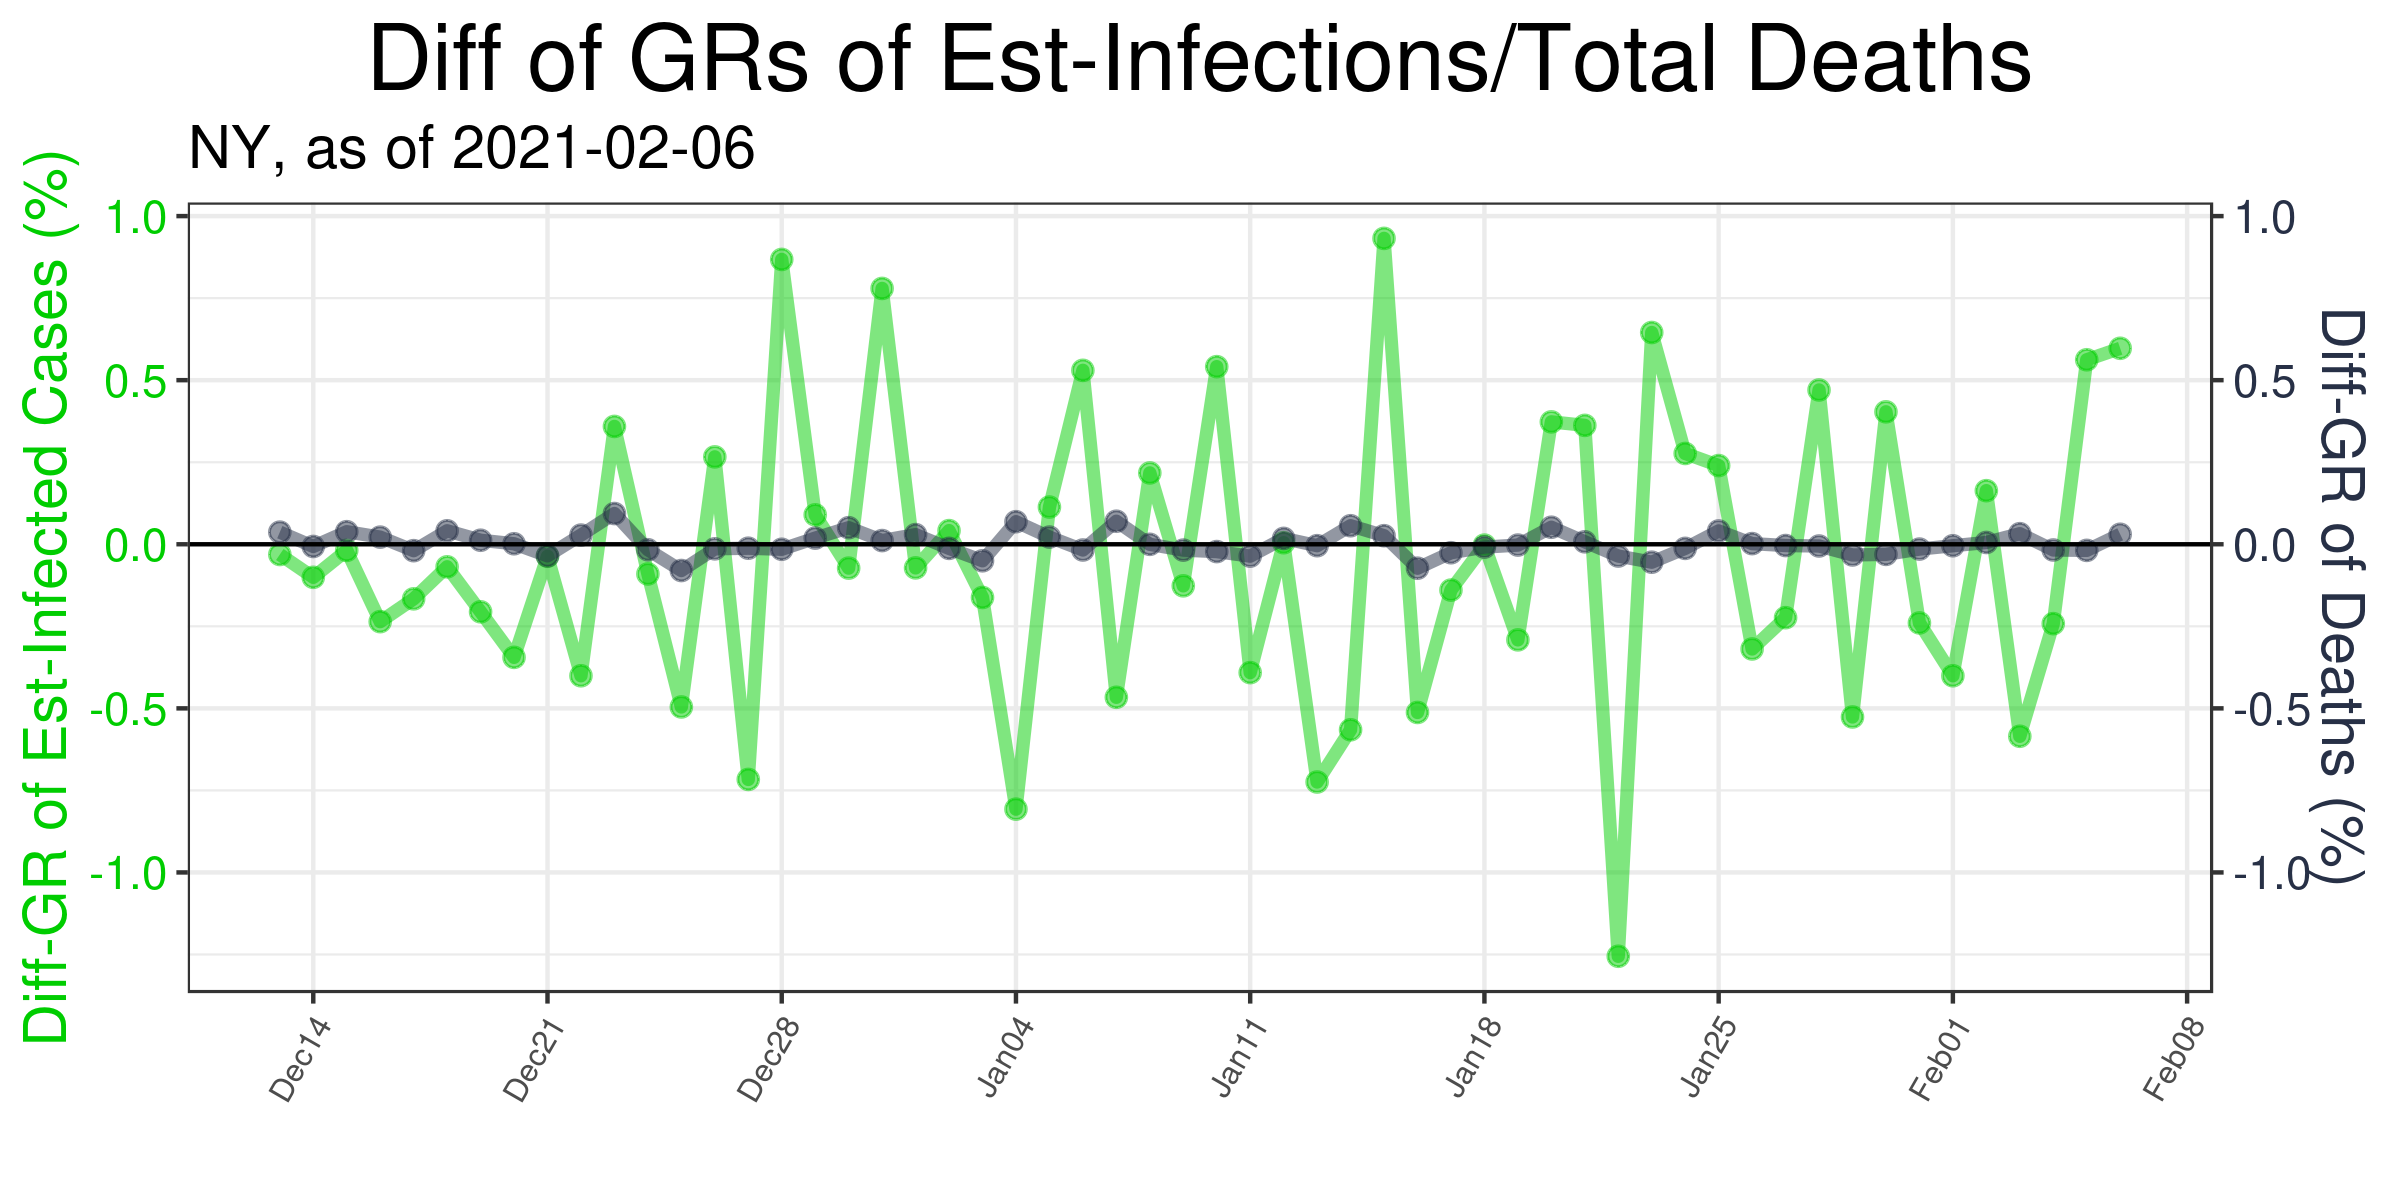 Diff of GRs of Est-Infections/Total Deaths
NY, as of 2021-02-06
Diff-GR of Est-Infected Cases (%)
1.0
0.5
0.0
-0.5
-1.0
1.0
0.5
0.0
-0.5
-1.0
Diff-GR of Deaths (%)
Dec14
Dec21
Dec28
Jan04
Jan11
Jan18
Jan25
Feb01
Feb08